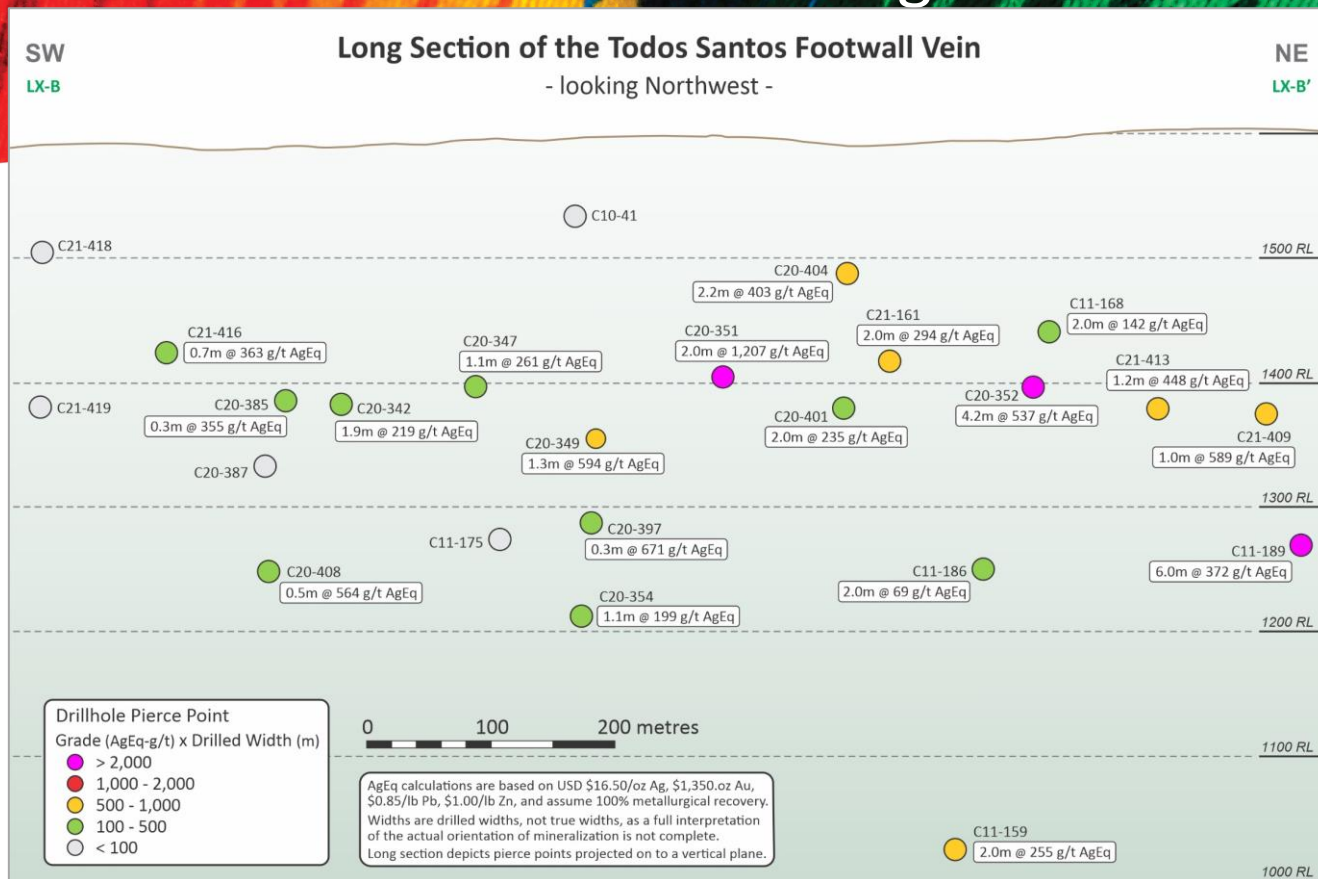 SW
LX-B
Long Section of the Todos Santos Footwall Vein
- looking Northwest -
NE
LX-B'
C10-41
C21-418
1500 RL
C20-404
2.2m @ 403 g/t AgEq
C21-161
2.0m @ 294 g/t AgEq
C11-168
2.0m @ 142 g/t AgEq
C21-416
0.7m @ 363 g/t AgEq
C20-347
1.1m @ 261 g/t AgEq
C20-351
2.0m @ 1,207 g/t AgEq
C21-413
1.2m @ 448 g/t AgEq
1400 RL
C21-419
C20-385
0.3m @ 355 g/t AgEq
C20-342
1.9m @ 219 g/t AgEq
C20-401
2.0m @ 235 g/t AgEq
C20-352
4.2m @ 537 g/t AgEq
C21-409
1.0m @ 589 g/t AgEq
C20-349
1.3m @ 594 g/t AgEq
C20-387
1300 RL
C11-175
C20-397
0.3m @ 671 g/t AgEq
C11-189
6.0m @ 372 g/t AgEq
C20-408
0.5m @ 564 g/t AgEq
C11-186
2.0m @ 69 g/t AgEq
C20-354
1.1m @ 199 g/t AgEq
1200 RL
Drillhole Pierce Point
Grade (AgEq-g/t) x Drilled Width (m)
> 2,000
1,000 - 2,000
500 - 1,000
100 - 500
< 100
0 100 200 metres
1100 RL
AgEq calculations are based on USD $16.50/oz Ag, $1,350.oz Au,
$0.85/lb Pb, $1.00/lb Zn, and assume 100% metallurgical recovery.
Widths are drilled widths, not true widths, as a full interpretation
of the actual orientation of mineralization is not complete.
Long section depicts pierce points projected on to a vertical plane.
C11-159
2.0m @ 255 g/t AgEq
1000 RL